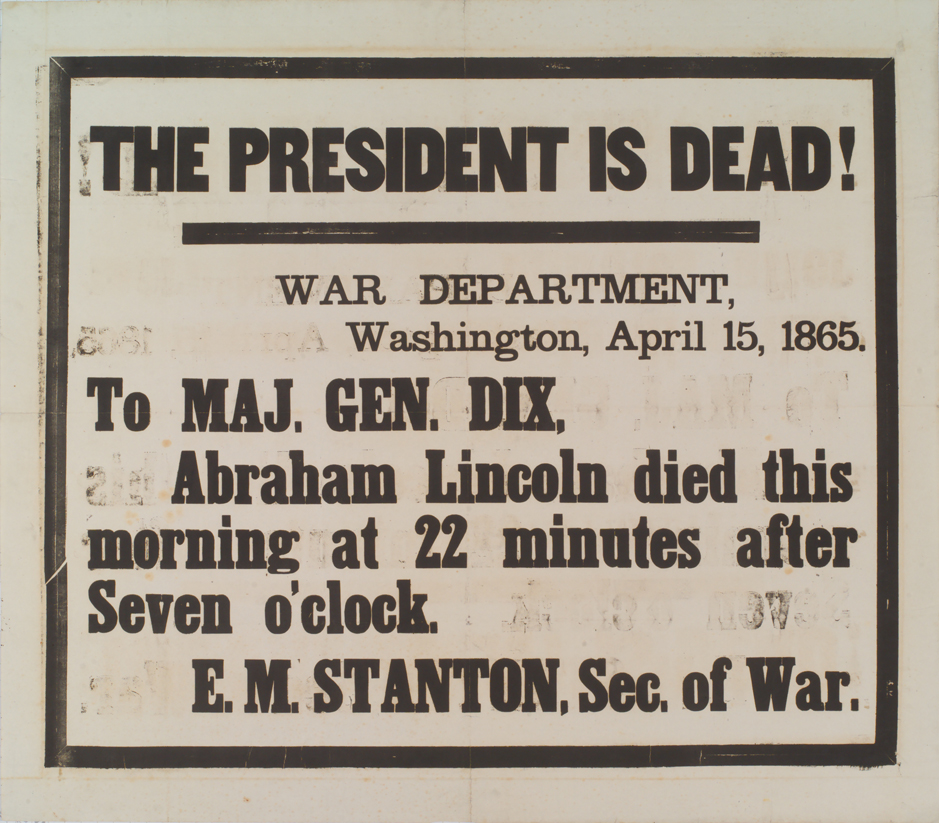 THE PRESIDENT IS DEAD!
WAR DEPARTMENT,
Washington, April 15, 1865.
To MAJ. GEN. DIX,
Abraham Lincoln died this
morning at 22 minutes after
Seven o'clock.
E. M. STANTON, Sec. of War.